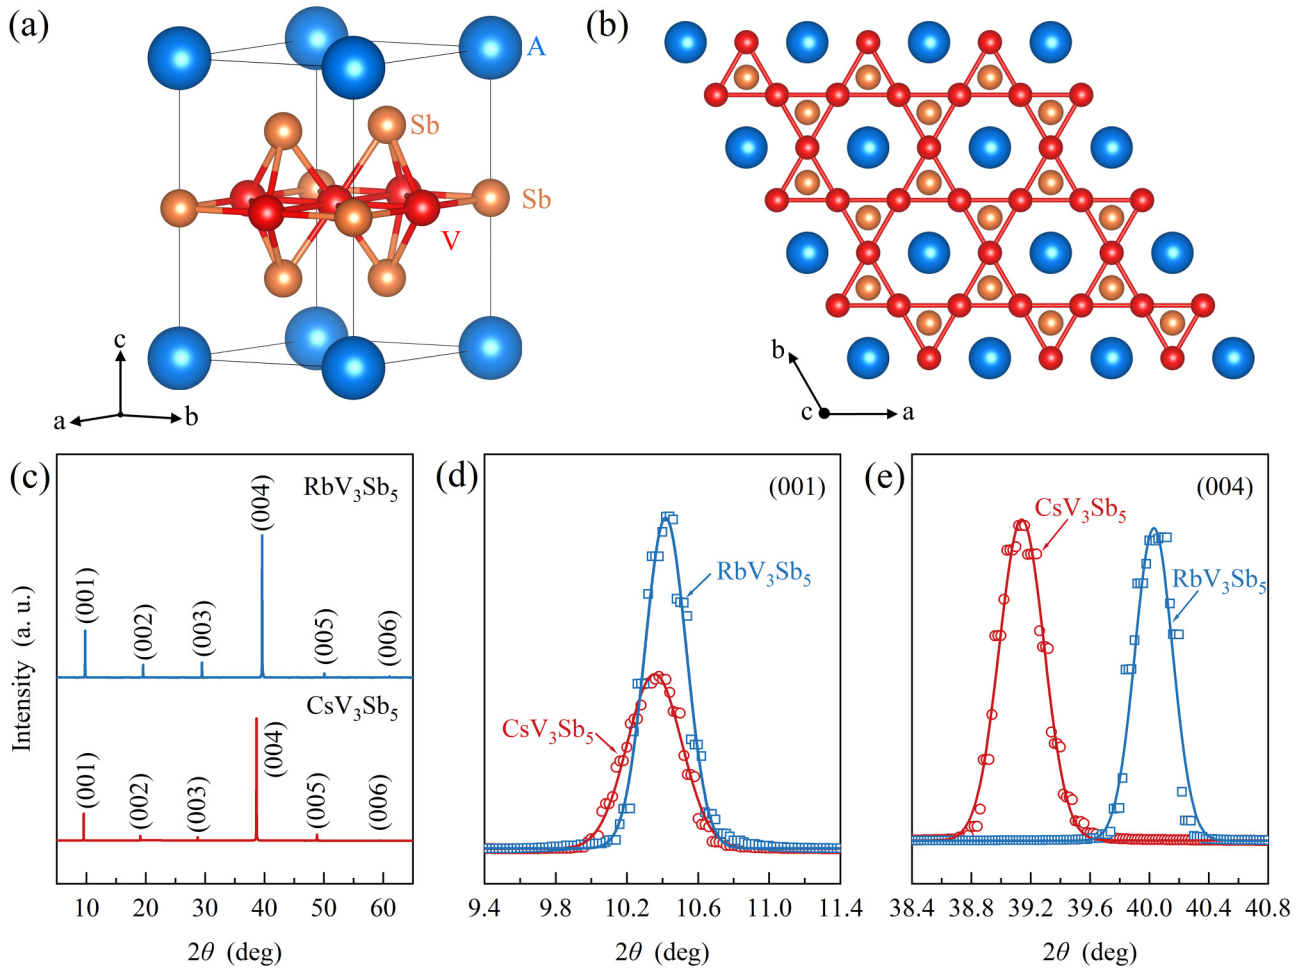 (a)
A
Sb
Sb
V
c
a
b
(b)
b
c
a
(c)
RbV₃Sb₅
(001)
(002)
(003)
(004)
(005)
(006)
CsV₃Sb₅
(001)
(002)
(003)
(004)
(005)
(006)
Intensity (a. u.)
10 20 30 40 50 60
2θ (deg)
(d)
(001)
RbV₃Sb₅
CsV₃Sb₅
9.4 9.8 10.2 10.6 11.0 11.4
2θ (deg)
(e)
(004)
CsV₃Sb₅
RbV₃Sb₅
38.4 38.8 39.2 39.6 40.0 40.4 40.8
2θ (deg)